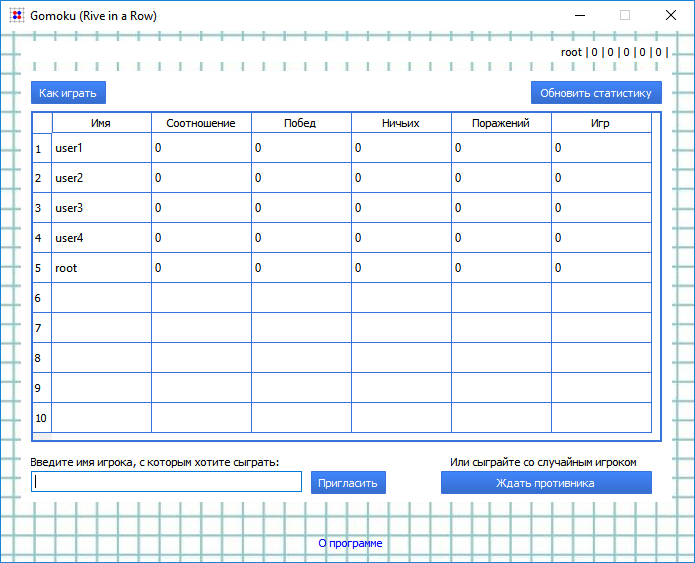 Gomoku (Rive in a Row)
root | 0 | 0 | 0 | 0 | 0 |
Как играть
Обновить статистику
Имя Соотношение Побед Ничьих Поражений Игр
1 user1 0 0 0 0 0
2 user2 0 0 0 0 0
3 user3 0 0 0 0 0
4 user4 0 0 0 0 0
5 root 0 0 0 0 0
6
7
8
9
10
Введите имя игрока, с которым хотите сыграть:
Или сыграйте со случайным игроком
Пригласить
Ждать противника
О программе